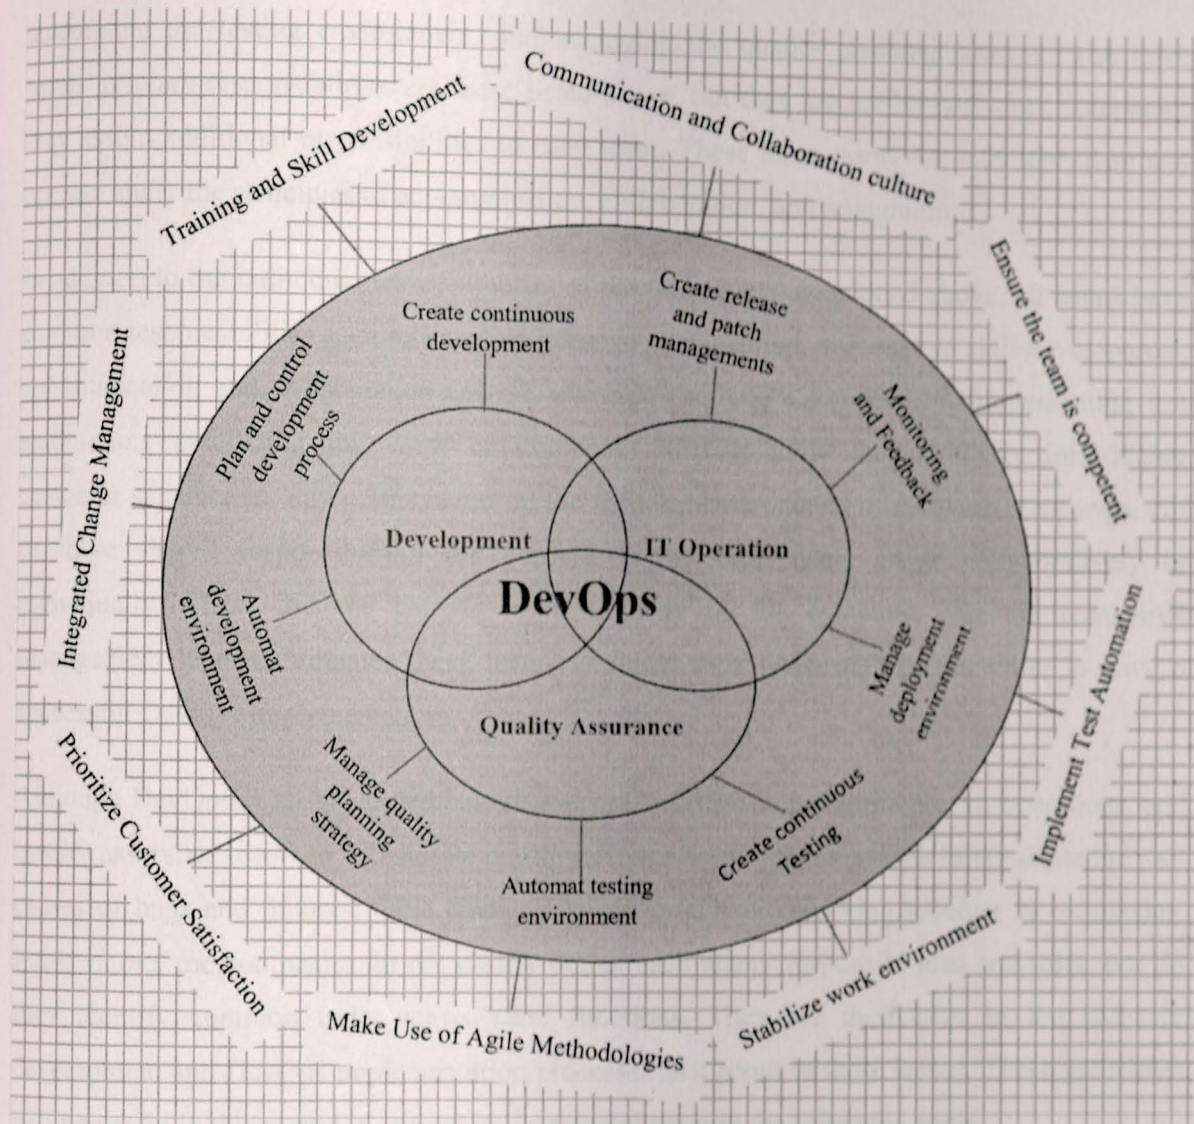 Communication and Collaboration culture
Training and Skill Development
Ensure the team is competent
Integrated Change Management
Create continuous
development
Create release
and patch
managements
Plan and control
development
process
Monitoring
and Feedback
Development
IT Operation
DevOps
Quality Assurance
Automat
development
environment
Manage
deployment
environment
Implement Test Automation
Manage quality
planning
strategy
Automat testing
environment
Create continuous
Testing
Prioritize Customer Satisfaction
Stabilize work environment
Make Use of Agile Methodologies